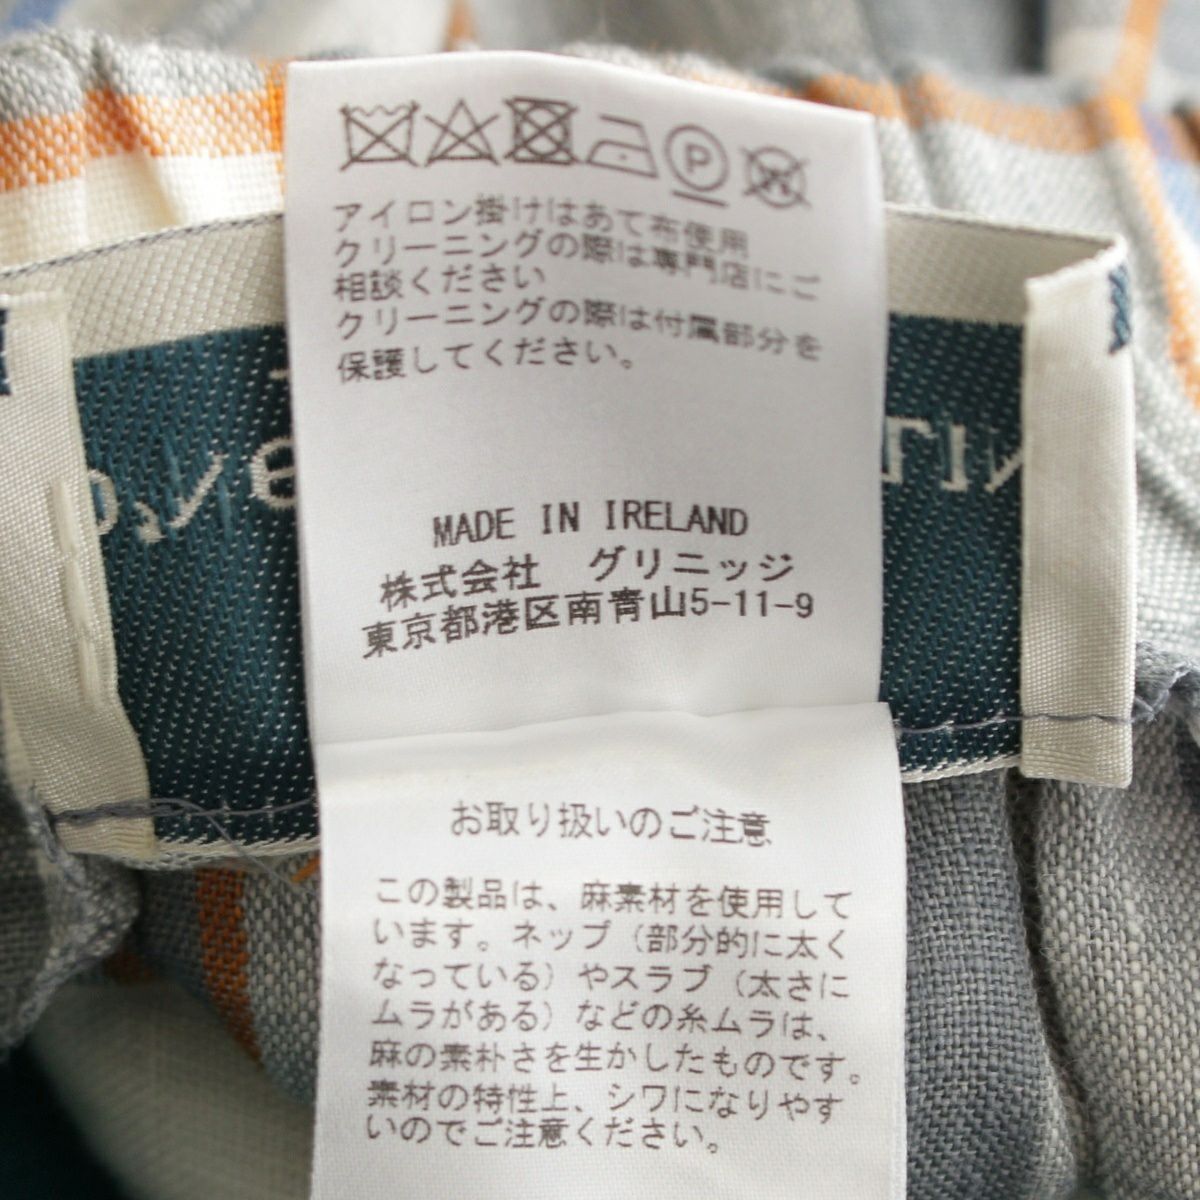 P
W
アイロン掛けはあて布使用
クリーニングの際は専門店にご
相談ください
クリーニングの際は付属部分を
保護してください。
MADE IN IRELAND
株式会社 グリニッジ
東京都港区南青山5-11-9
お取り扱いのご注意
この製品は、麻素材を使用して
います。ネップ(部分的に太く
なっている)やスラブ(太さに
ムラがある)などの糸ムラは、
麻の素朴さを生かしたものです。
素材の特性上、シワになりやす
いのでご注意ください。